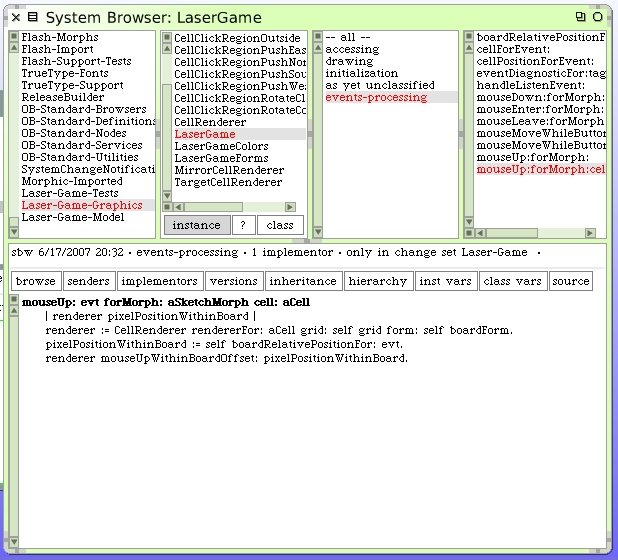 System Browser: LaserGame
Flash-Morphs
Flash-Import
Flash-Support-Tests
TrueType-Fonts
TrueType-Support
ReleaseBuilder
OB-Standard-Browsers
OB-Standard-Definitions
OB-Standard-Nodes
OB-Standard-Services
OB-Standard-Utilities
SystemChangeNotificati
Morphic-Imported
Laser-Game-Tests
Laser-Game-Graphics
Laser-Game-Model
CellClickRegionOutside
CellClickRegionPushEas
CellClickRegionPushNor
CellClickRegionPushSou
CellClickRegionPushWe
CellClickRegionRotateCl
CellClickRegionRotateCo
CellRenderer
LaserGame
LaserGameColors
LaserGameForms
MirrorCellRenderer
TargetCellRenderer
instance ? class
-- all --
accessing
drawing
initialization
as yet unclassified
events-processing
boardRelativePositionF
cellForEvent:
cellPositionForEvent:
eventDiagnosticFor:tag
handleListenEvent:
mouseDown:forMorph:
mouseEnter:forMorph:
mouseLeave:forMorph
mouseMoveWhileButton
mouseMoveWhileButton
mouseUp:forMorph:
mouseUp:forMorph:cel
sbw 6/17/2007 20:32 · events-processing · 1 implementor · only in change set Laser-Game ·
browse senders implementors versions inheritance hierarchy inst vars class vars source
mouseUp: evt forMorph: aSketchMorph cell: aCell
| renderer pixelPositionWithinBoard |
renderer := CellRenderer rendererFor: aCell grid: self grid form: self boardForm.
pixelPositionWithinBoard := self boardRelativePositionFor: evt.
renderer mouseUpWithinBoardOffset: pixelPositionWithinBoard.